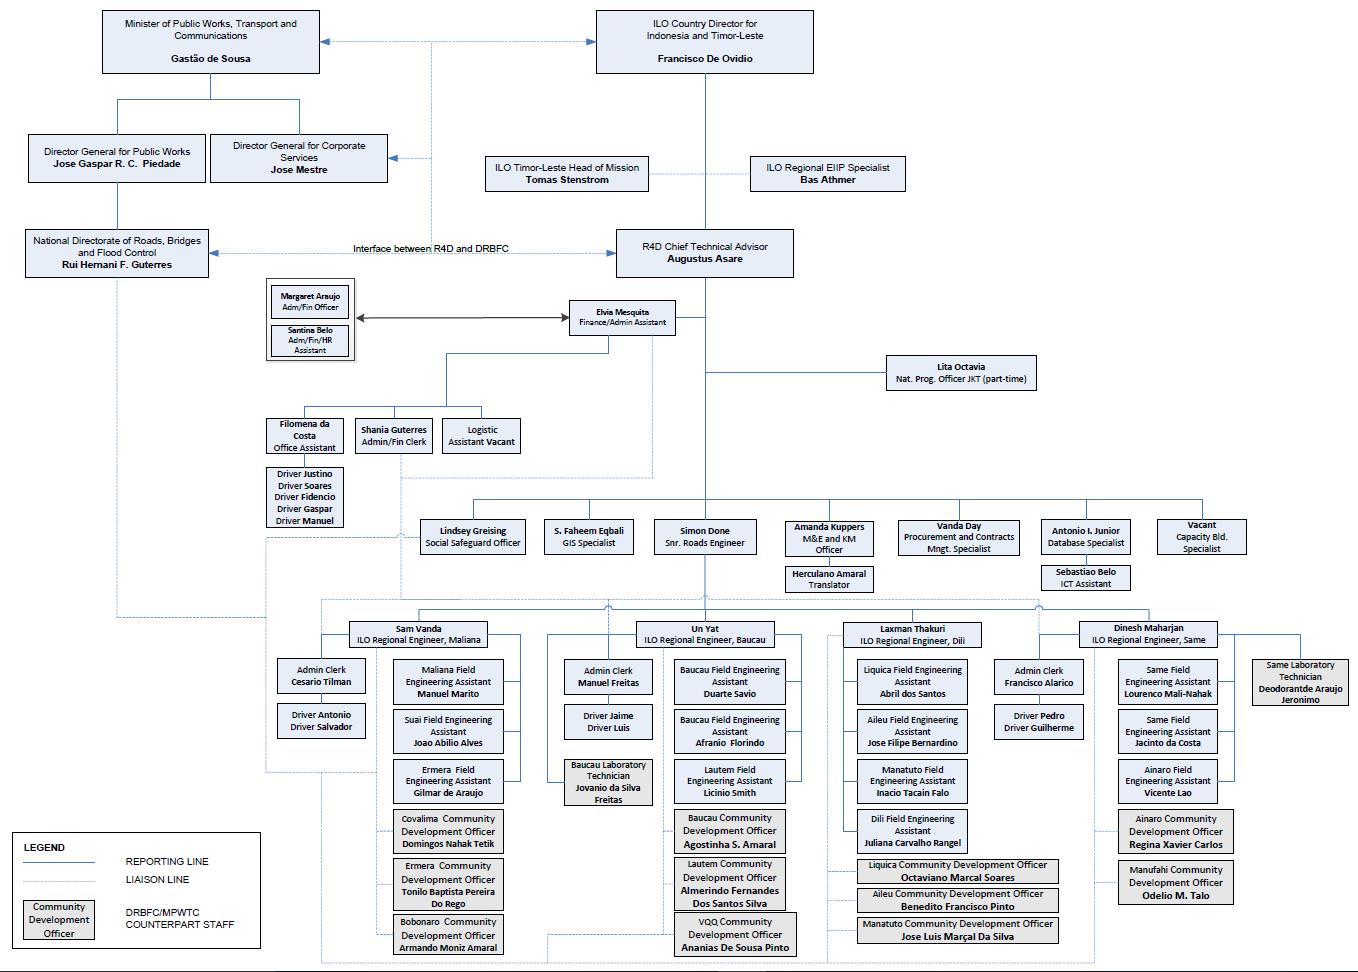 Minister of Public Works, Transport and
Communications
Gastão de Sousa
ILO Country Director for
Indonesia and Timor-Leste
Francisco De Ovidio
Director General for Public Works
Jose Gaspar R. C. Piedade
Director General for Corporate
Services
Jose Mestre
ILO Timor-Leste Head of Mission
Tomas Stenstrom
ILO Regional EIIP Specialist
Bas Athmer
National Directorate of Roads, Bridges
and Flood Control
Rui Hernani F. Guterres
Interface between R4D and DRBFC
R4D Chief Technical Advisor
Augustus Asare
Margaret Araujo
Adm/Fin Officer
Santina Belo
Adm/Fin/HR
Assistant
Elvia Mesquita
Finance/Admin Assistant
Lita Octavia
Nat. Prog. Officer JKT (part-time)
Filomena da
Costa
Office Assistant
Shania Guterres
Admin/Fin Clerk
Logistic
Assistant Vacant
Driver Justino
Driver Soares
Driver Fidencio
Driver Gaspar
Driver Manuel
Lindsey Greising
Social Safeguard Officer
S. Faheem Eqbali
GIS Specialist
Simon Done
Snr. Roads Engineer
Amanda Kuppers
M&E and KM
Officer
Vanda Day
Procurement and Contracts
Mngt. Specialist
Antonio I. Junior
Database Specialist
Vacant
Capacity Bld.
Specialist
Herculano Amaral
Translator
Sebastiao Belo
ICT Assistant
Sam Vanda
ILO Regional Engineer, Maliana
Un Yat
ILO Regional Engineer, Baucau
Laxman Thakuri
ILO Regional Engineer, Dili
Dinesh Maharjan
ILO Regional Engineer, Same
Admin Clerk
Cesario Tilman
Driver Antonio
Driver Salvador
Maliana Field
Engineering Assistant
Manuel Marito
Suai Field Engineering
Assistant
Joao Abilio Alves
Ermera Field
Engineering Assistant
Gilmar de Araujo
Covalima Community
Development Officer
Domingos Nahak Tetik
Ermera Community
Development Officer
Tonilo Baptista Pereira
Do Rego
Bobonaro Community
Development Officer
Armando Moniz Amaral
Admin Clerk
Manuel Freitas
Driver Jaime
Driver Luis
Baucau Laboratory
Technician
Jovanio da Silva
Freitas
Baucau Field Engineering
Assistant
Duarte Savio
Baucau Field Engineering
Assistant
Afranio Florindo
Lautem Field
Engineering Assistant
Licinio Smith
Baucau Community
Development Officer
Agostinha S. Amaral
Lautem Community
Development Officer
Almerindo Fernandes
Dos Santos Silva
VQQ Community
Development Officer
Ananias De Sousa Pinto
Liquica Field Engineering
Assistant
Abril dos Santos
Aileu Field Engineering
Assistant
Jose Filipe Bernardino
Manatuto Field
Engineering Assistant
Inacio Tacain Falo
Dili Field Engineering
Assistant
Juliana Carvalho Rangel
Liquica Community Development Officer
Octaviano Marcal Soares
Aileu Community Development Officer
Benedito Francisco Pinto
Manatuto Community Development Officer
Jose Luis Marçal Da Silva
Admin Clerk
Francisco Alarico
Driver Pedro
Driver Guilherme
Same Field
Engineering Assistant
Lourenco Mali-Nahak
Same Field
Engineering Assistant
Jacinto da Costa
Ainaro Field
Engineering Assistant
Vicente Lao
Ainaro Community
Development Officer
Regina Xavier Carlos
Manufahi Community
Development Officer
Odelio M. Talo
Same Laboratory
Technician
Deodorantde Araujo
Jeronimo
LEGEND
REPORTING LINE
LIAISON LINE
Community
Development
Officer
DRBFC/MPWTC
COUNTERPART STAFF